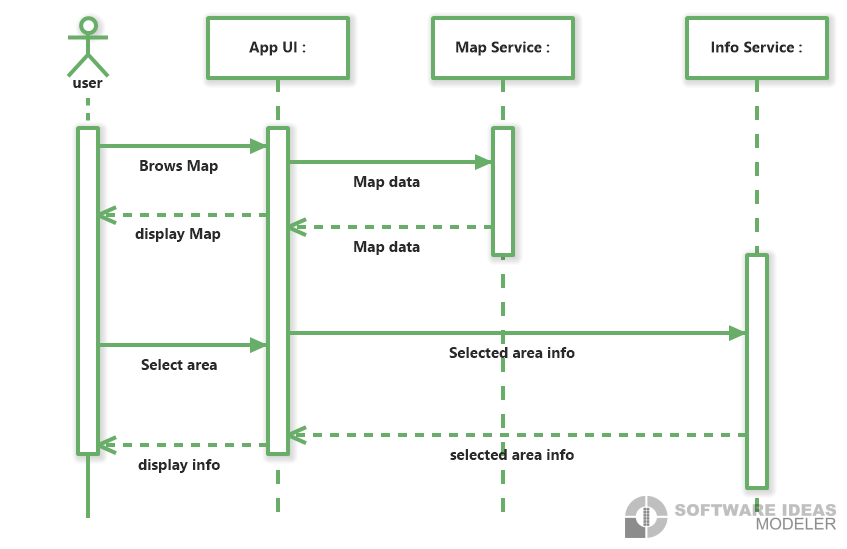 user
App UI :
Map Service :
Info Service :
Brows Map
Map data
display Map
Map data
Select area
Selected area info
display info
selected area info
SOFTWARE IDEAS
MODELER